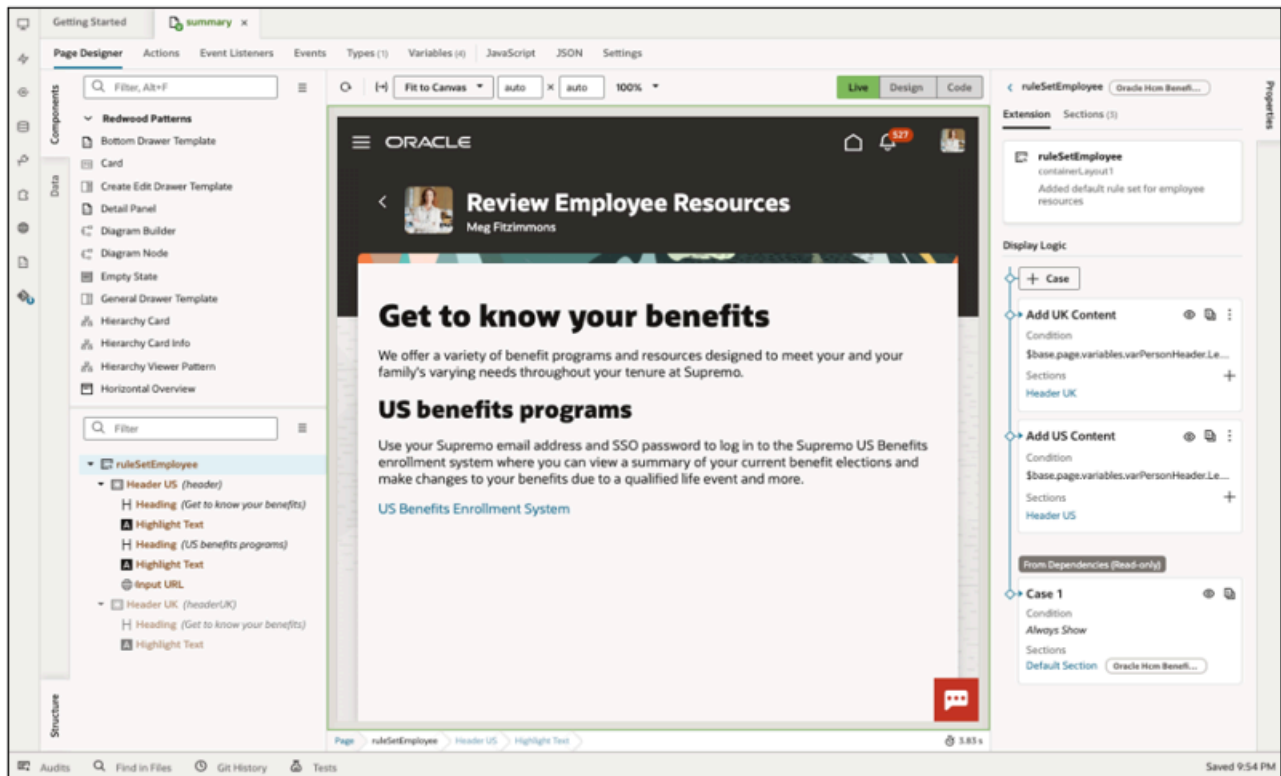 Getting Started
summary ×
Page Designer Actions Event Listeners Events Types (1) Variables (4) JavaScript JSON Settings
Components
Data
Structure
Filter, Alt+F
Redwood Patterns
Bottom Drawer Template
Card
Create Edit Drawer Template
Detail Panel
Diagram Builder
Diagram Node
Empty State
General Drawer Template
Hierarchy Card
Hierarchy Card Info
Hierarchy Viewer Pattern
Horizontal Overview
Filter
ruleSetEmployee
Header US (header)
Heading (Get to know your benefits)
Highlight Text
Heading (US benefits programs)
Highlight Text
Input URL
Header UK (headerUK)
Heading (Get to know your benefits)
Highlight Text
Fit to Canvas auto × auto 100% Live Design Code
ORACLE 527
Review Employee Resources
Meg Fitzimmons
Get to know your benefits
We offer a variety of benefit programs and resources designed to meet your and your
family's varying needs throughout your tenure at Supremo.
US benefits programs
Use your Supremo email address and SSO password to log in to the Supremo US Benefits
enrollment system where you can view a summary of your current benefit elections and
make changes to your benefits due to a qualified life event and more.
US Benefits Enrollment System
Page ruleSetEmployee Header US Highlight Text 3.83 s
ruleSetEmployee Oracle Hcm Benefi...
Properties
Extension Sections (3)
ruleSetEmployee
containerLayout1
Added default rule set for employee
resources
Display Logic
+ Case
Add UK Content
Condition
$base.page.variables.varPersonHeader.Le...
Sections +
Header UK
Add US Content
Condition
$base.page.variables.varPersonHeader.Le...
Sections +
Header US
From Dependencies (Read-only)
Case 1
Condition
Always Show
Sections
Default Section Oracle Hcm Benefi...
Audits Find in Files Git History Tests Saved 9:54 PM